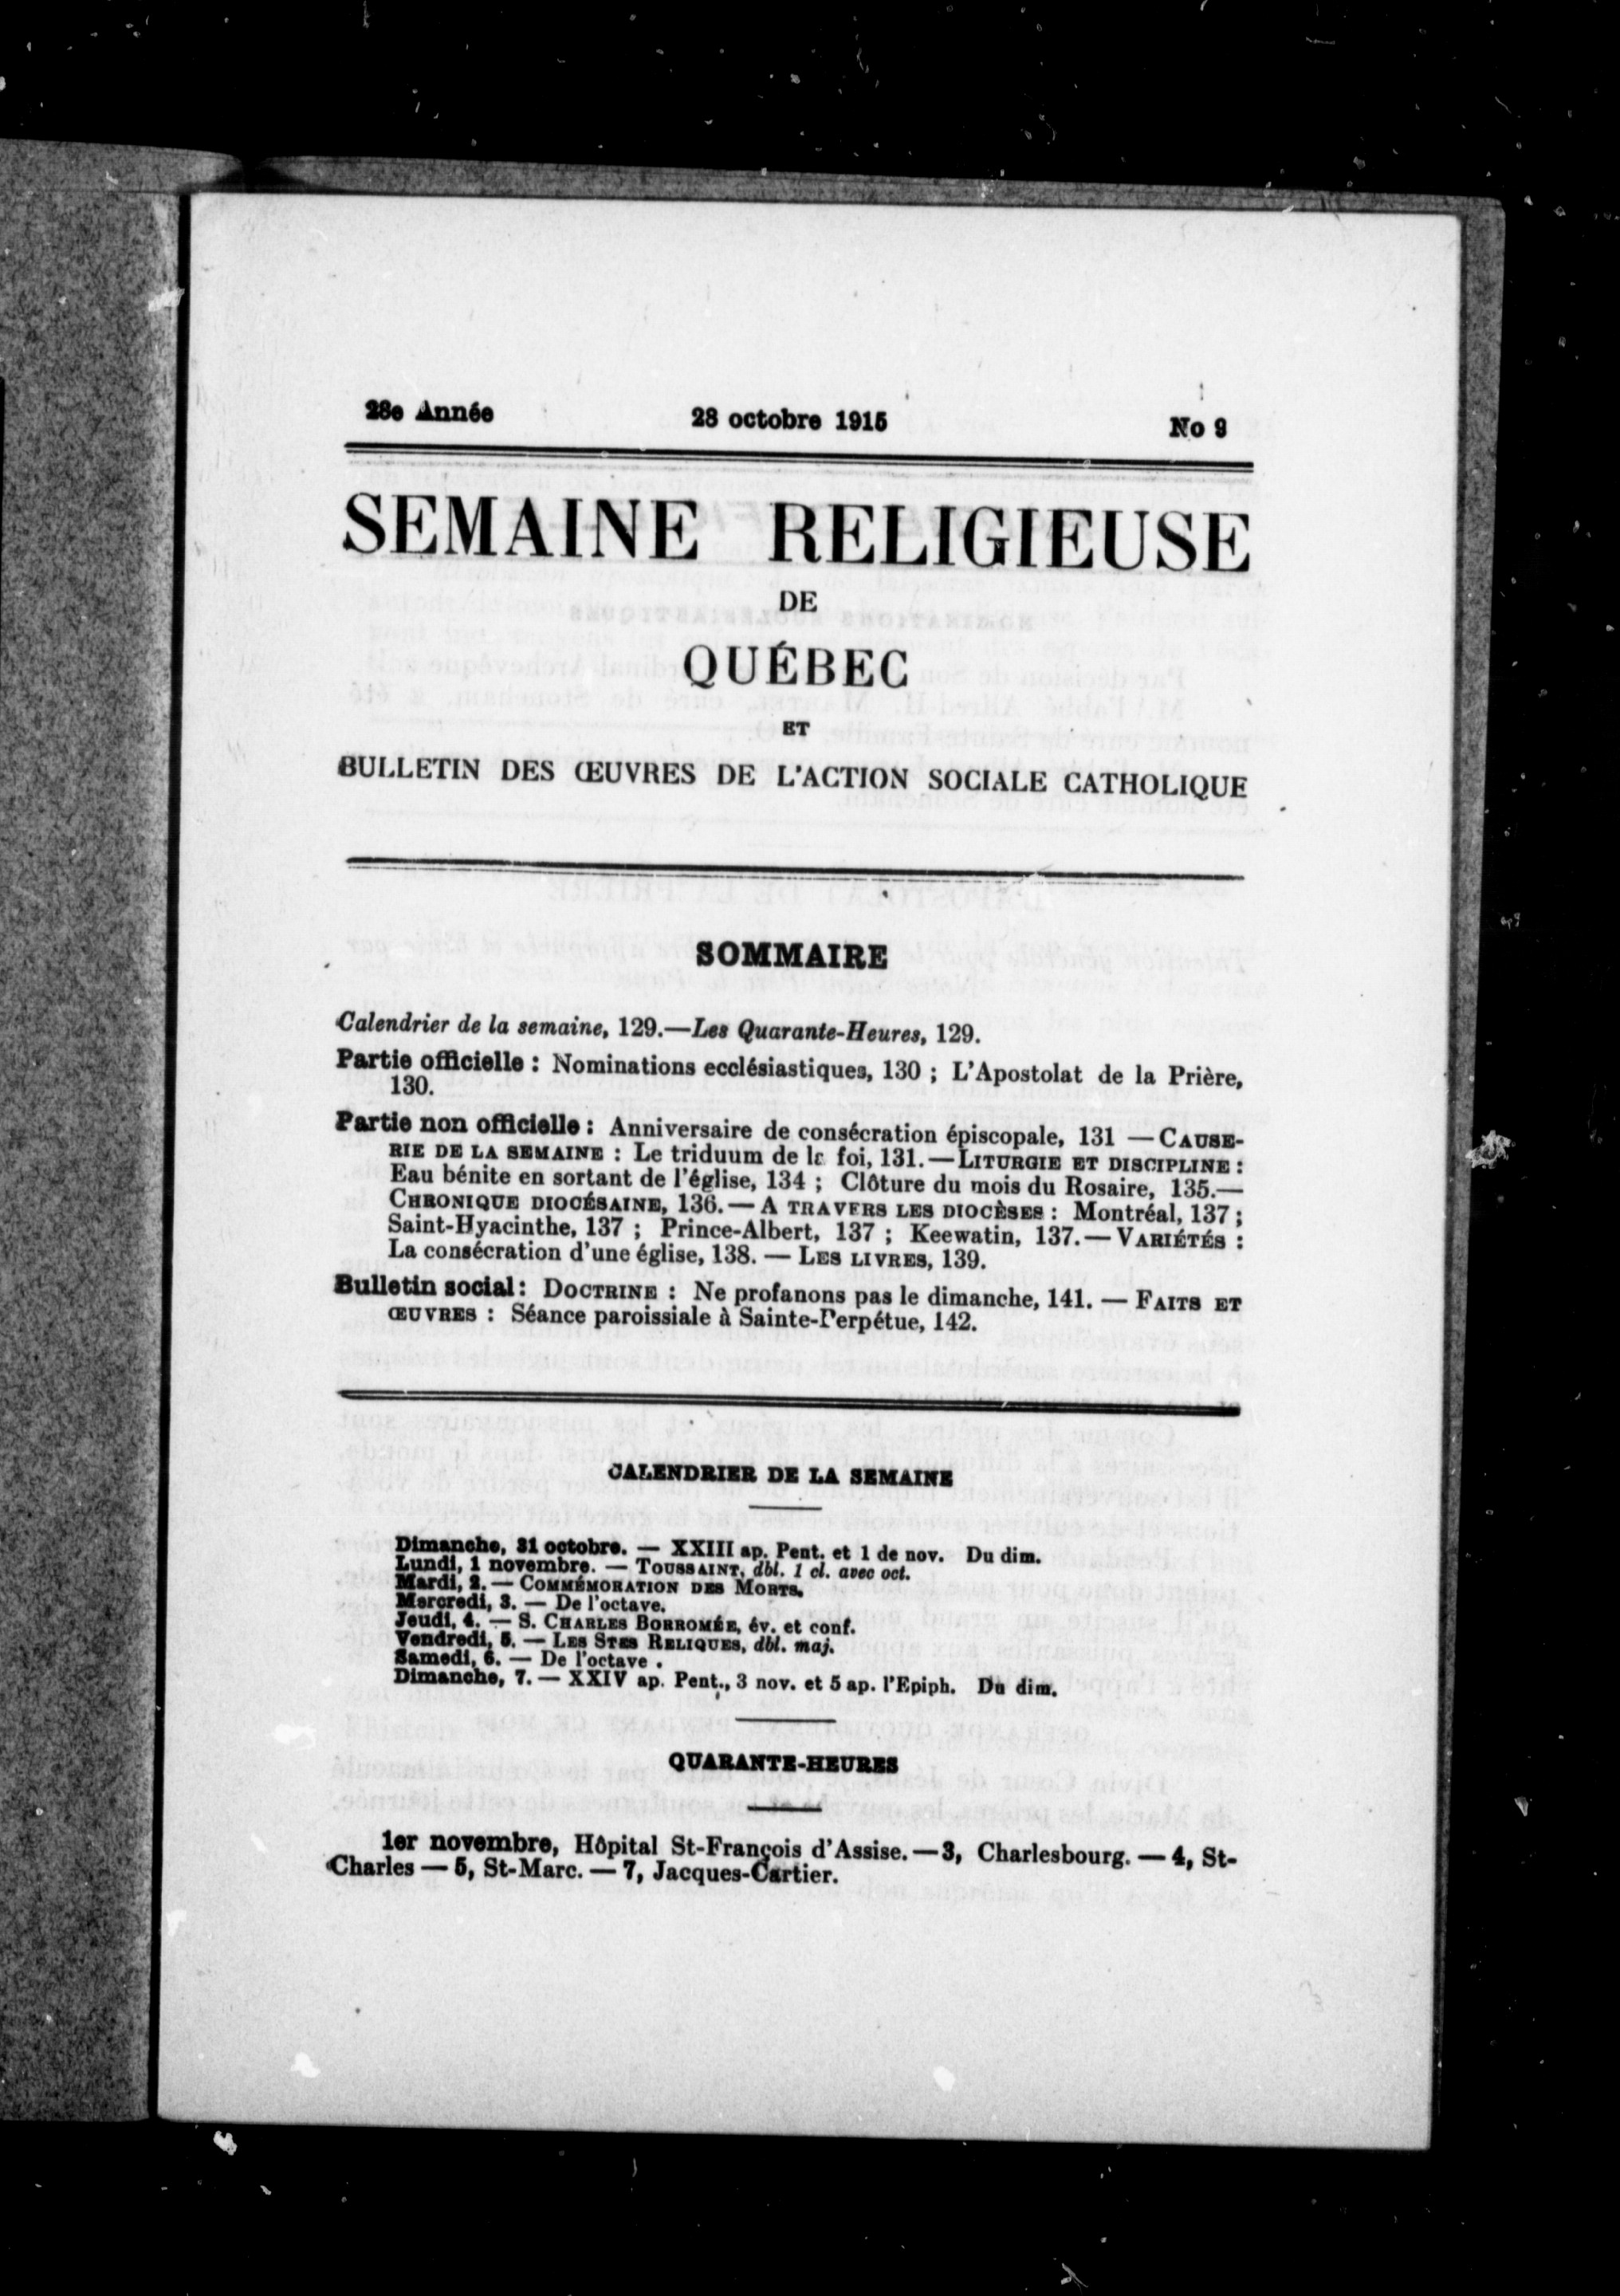 28e Année 28 octobre 1915 No 9
SEMAINE RELIGIEUSE
DE
QUÉBEC
ET
BULLETIN DES ŒUVRES DE L'ACTION SOCIALE CATHOLIQUE
SOMMAIRE
Calendrier de la semaine, 129.—Les Quarante-Heures, 129.
Partie officielle : Nominations ecclésiastiques, 130 ; L'Apostolat de la Prière,
130.
Partie non officielle : Anniversaire de consécration épiscopale, 131 — CAUSE-
RIE DE LA SEMAINE : Le triduum de la foi, 131. — LITURGIE ET DISCIPLINE :
Eau bénite en sortant de l'église, 134 ; Clôture du mois du Rosaire, 135.—
CHRONIQUE DIOCÉSAINE, 136. — A TRAVERS LES DIOCÈSES : Montréal, 137 ;
Saint-Hyacinthe, 137 ; Prince-Albert, 137 ; Keewatin, 137. — VARIÉTÉS :
La consécration d'une église, 138. — LES LIVRES, 139.
Bulletin social : DOCTRINE : Ne profanons pas le dimanche, 141. — FAITS ET
ŒUVRES : Séance paroissiale à Sainte-Perpétue, 142.
CALENDRIER DE LA SEMAINE
Dimanche, 31 octobre. — XXIII ap. Pent. et 1 de nov. Du dim.
Lundi, 1 novembre. — TOUSSAINT, dbl. 1 cl. avec oct.
Mardi, 2. — COMMÉMORATION DES MORTS.
Mercredi, 3. — De l'octave.
Jeudi, 4. — S. CHARLES BORROMÉE, év. et conf.
Vendredi, 5. — LES STES RELIQUES, dbl. maj.
Samedi, 6. — De l'octave .
Dimanche, 7. — XXIV ap. Pent., 3 nov. et 5 ap. l'Epiph. Du dim.
QUARANTE-HEURES
1er novembre, Hôpital St-François d'Assise. — 3, Charlesbourg. — 4, St-
Charles — 5, St-Marc. — 7, Jacques-Cartier.